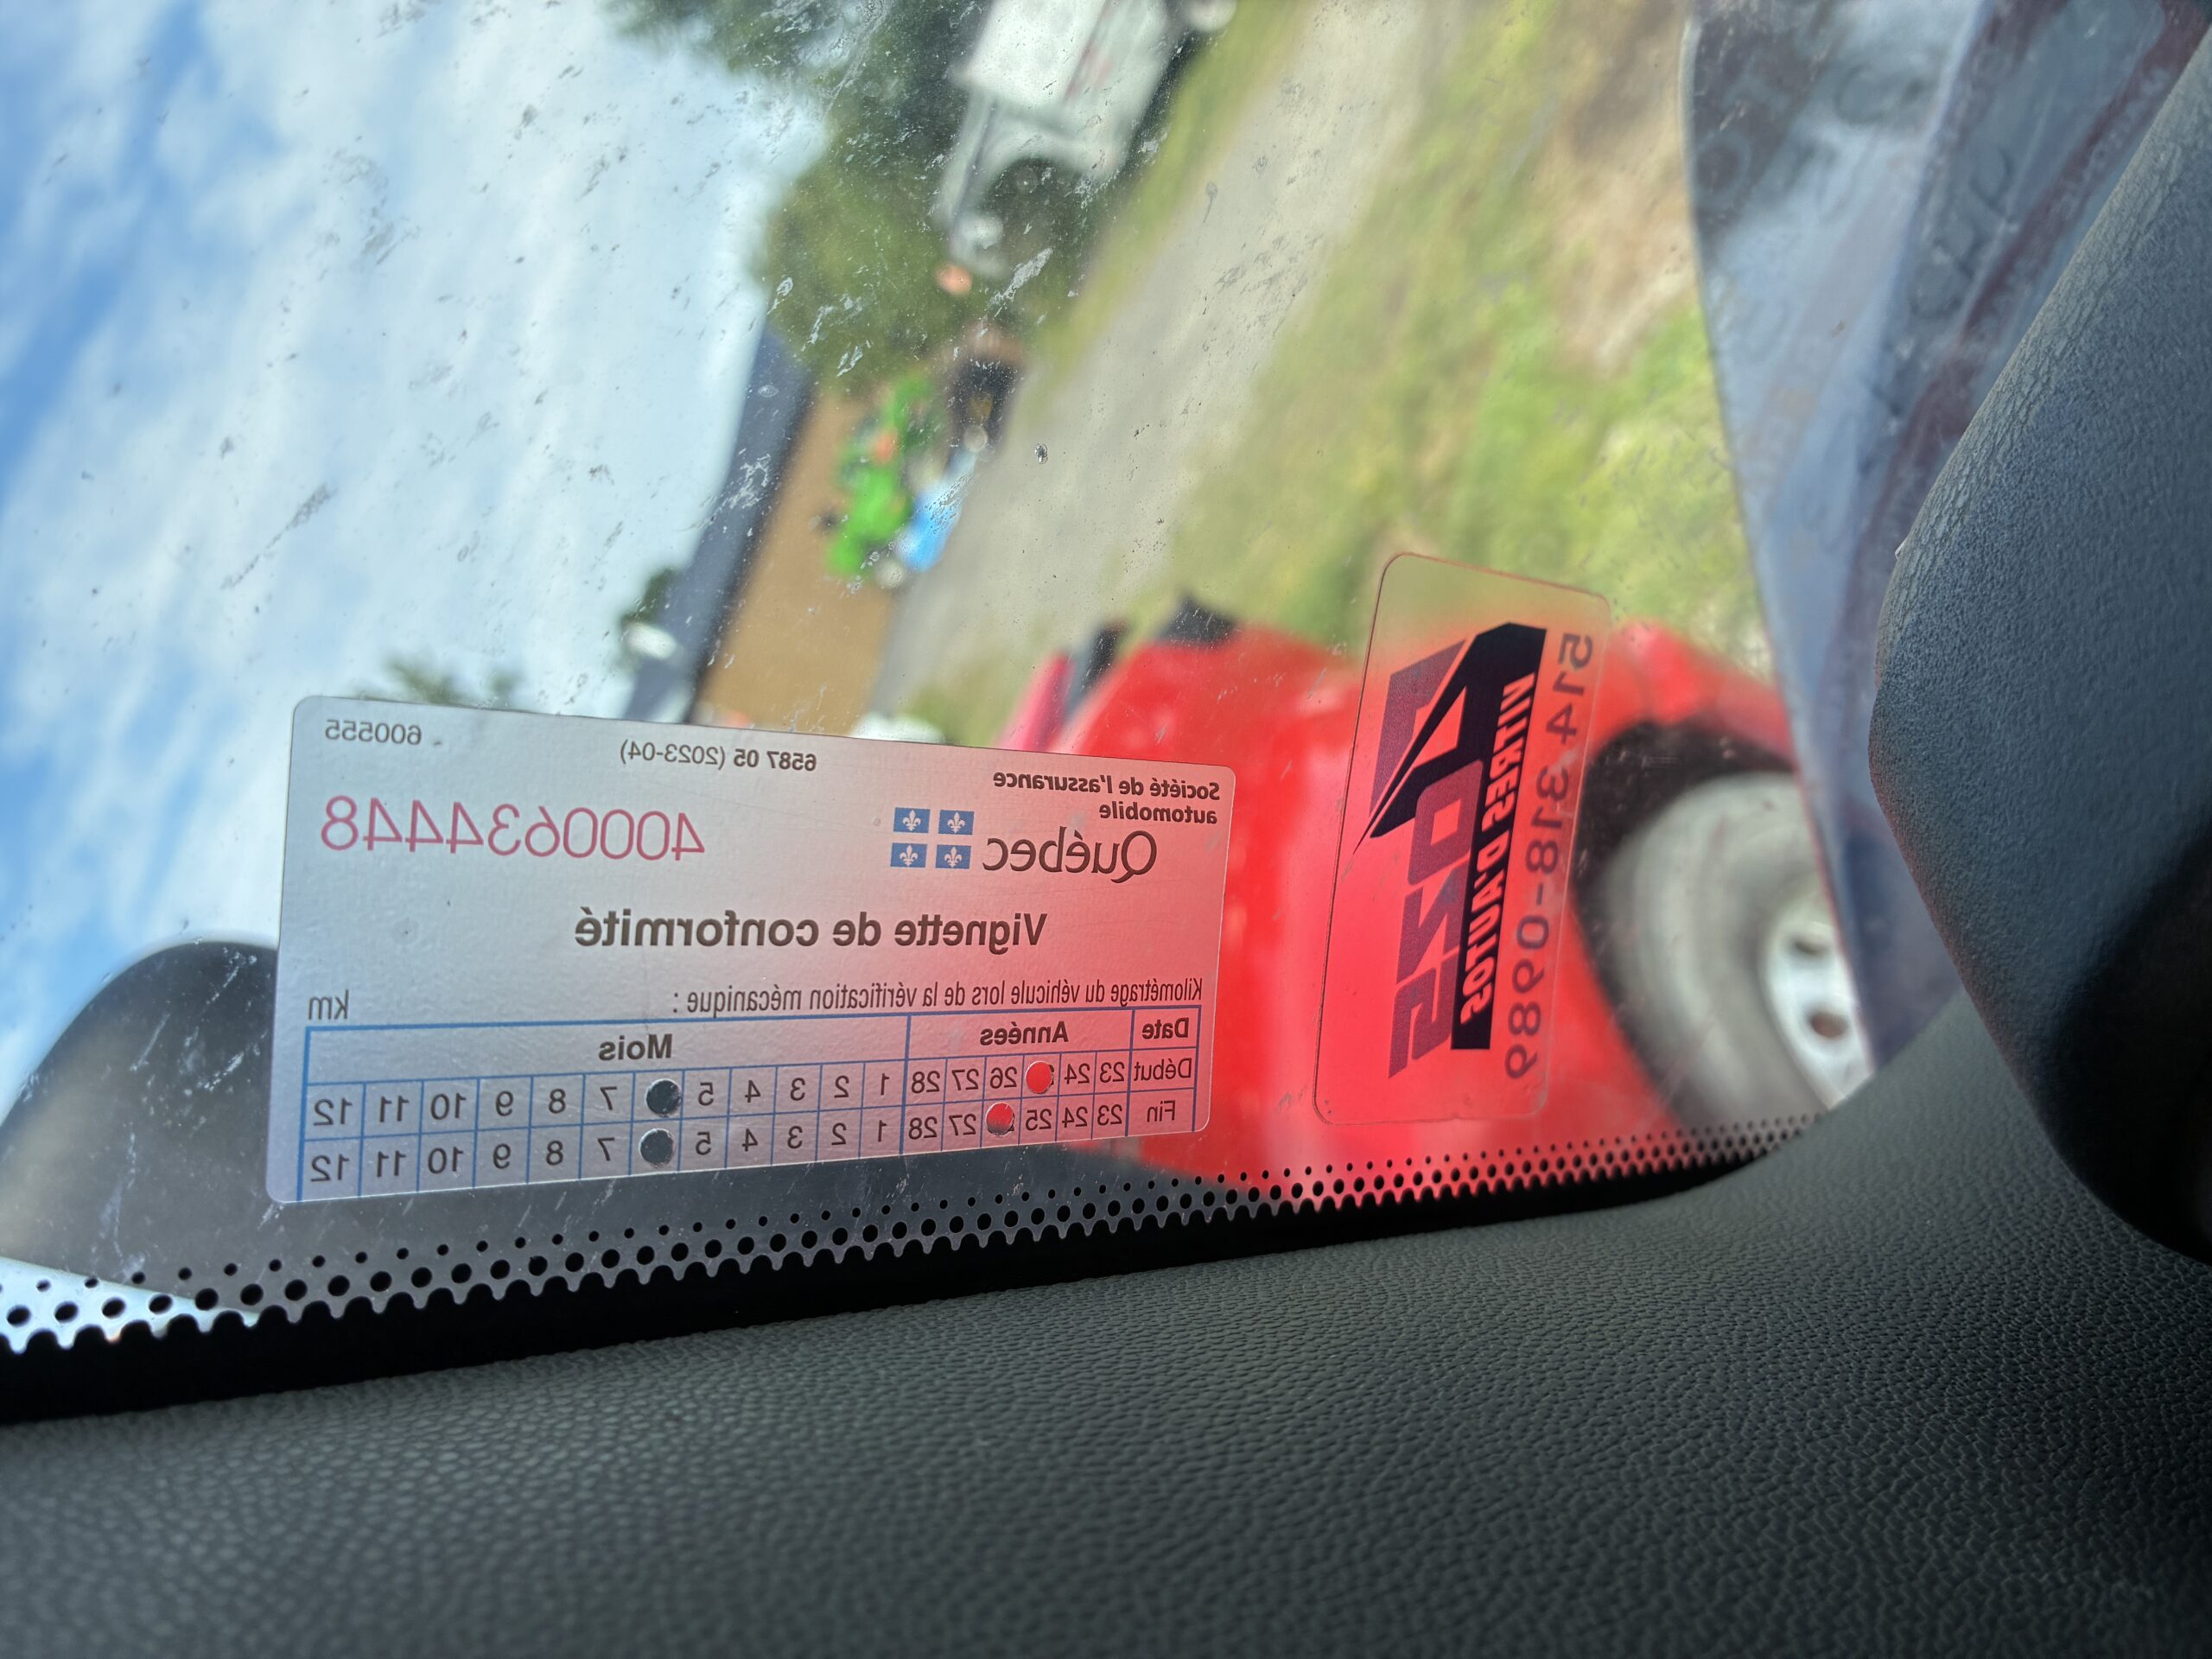 Société de l'assurance
automobile
Québec
6587 05 (2023-04)
600555
4000634448
Vignette de conformité
Kilométrage du véhicule lors de la vérification mécanique : km
Date Années Mois
Début 23 24 26 27 28 1 2 3 4 5 7 8 9 10 11 12
Fin 23 24 25 27 28 1 2 3 4 5 7 8 9 10 11 12
VITRES D'AUTOS
514-318-0989